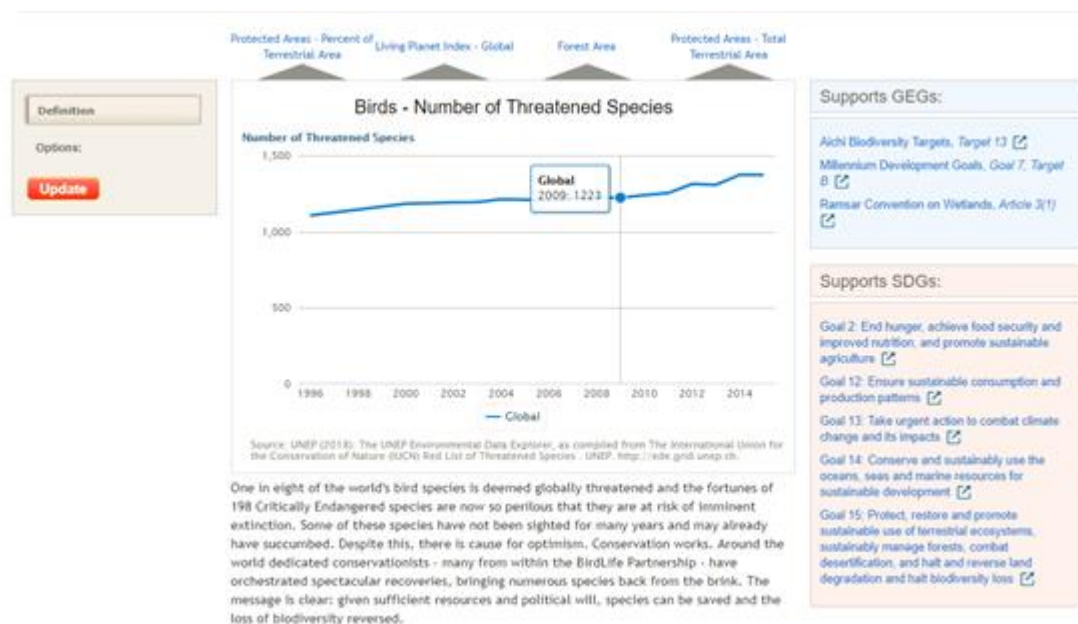 Protected Areas - Percent of
Terrestrial Area
Living Planet Index - Global
Forest Area
Protected Areas - Total
Terrestrial Area
Definition
Options:
Update
Birds - Number of Threatened Species
Number of Threatened Species
1,500
1,000
500
0
Global
2009: 1223
1996 1998 2000 2002 2004 2006 2008 2010 2012 2014
Global
Source: UNEP (2018): The UNEP Environmental Data Explorer, as compiled from The International Union for
the Conservation of Nature (IUCN) Red List of Threatened Species . UNEP. http://ede.grid.unep.ch.
One in eight of the world's bird species is deemed globally threatened and the fortunes of
198 Critically Endangered species are now so perilous that they are at risk of imminent
extinction. Some of these species have not been sighted for many years and may already
have succumbed. Despite this, there is cause for optimism. Conservation works. Around the
world dedicated conservationists - many from within the BirdLife Partnership - have
orchestrated spectacular recoveries, bringing numerous species back from the brink. The
message is clear: given sufficient resources and political will, species can be saved and the
loss of biodiversity reversed.
Supports GEGs:
Aichi Biodiversity Targets, Target 13
Millennium Development Goals, Goal 7, Target
B
Ramsar Convention on Wetlands, Article 3(1)
Supports SDGs:
Goal 2: End hunger, achieve food security and
improved nutrition, and promote sustainable
agriculture
Goal 12: Ensure sustainable consumption and
production patterns
Goal 13: Take urgent action to combat climate
change and its impacts
Goal 14: Conserve and sustainably use the
oceans, seas and marine resources for
sustainable development
Goal 15: Protect, restore and promote
sustainable use of terrestrial ecosystems,
sustainably manage forests, combat
desertification, and halt and reverse land
degradation and halt biodiversity loss